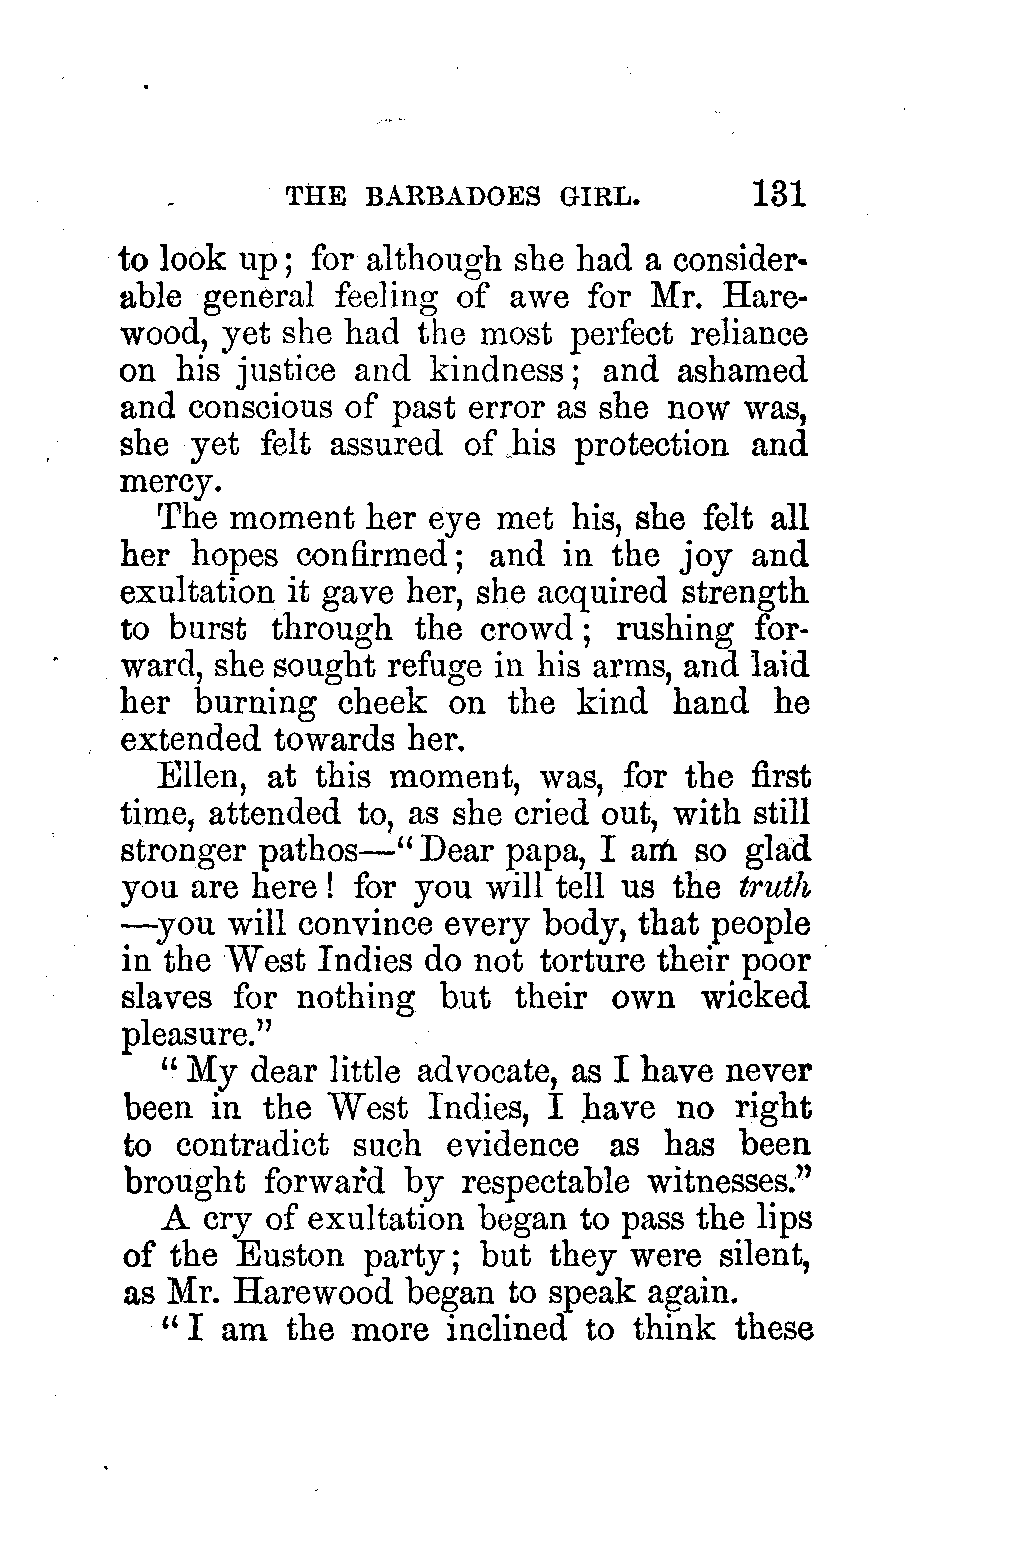 THE BARBADOES GIRL. 131
to look up; for although she had a consider-
able general feeling of awe for Mr. Hare-
wood, yet she had the most perfect reliance
on his justice and kindness; and ashamed
and conscious of past error as she now was,
she yet felt assured of his protection and
mercy.
The moment her eye met his, she felt all
her hopes confirmed; and in the joy and
exultation it gave her, she acquired strength
to burst through the crowd; rushing for-
ward, she sought refuge in his arms, and laid
her burning cheek on the kind hand he
extended towards her.
Ellen, at this moment, was, for the first
time, attended to, as she cried out, with still
stronger pathos—"Dear papa, I am so glad
you are here! for you will tell us the truth
—you will convince every body, that people
in the West Indies do not torture their poor
slaves for nothing but their own wicked
pleasure."
"My dear little advocate, as I have never
been in the West Indies, I have no right
to contradict such evidence as has been
brought forward by respectable witnesses."
A cry of exultation began to pass the lips
of the Euston party; but they were silent,
as Mr. Harewood began to speak again.
"I am the more inclined to think these